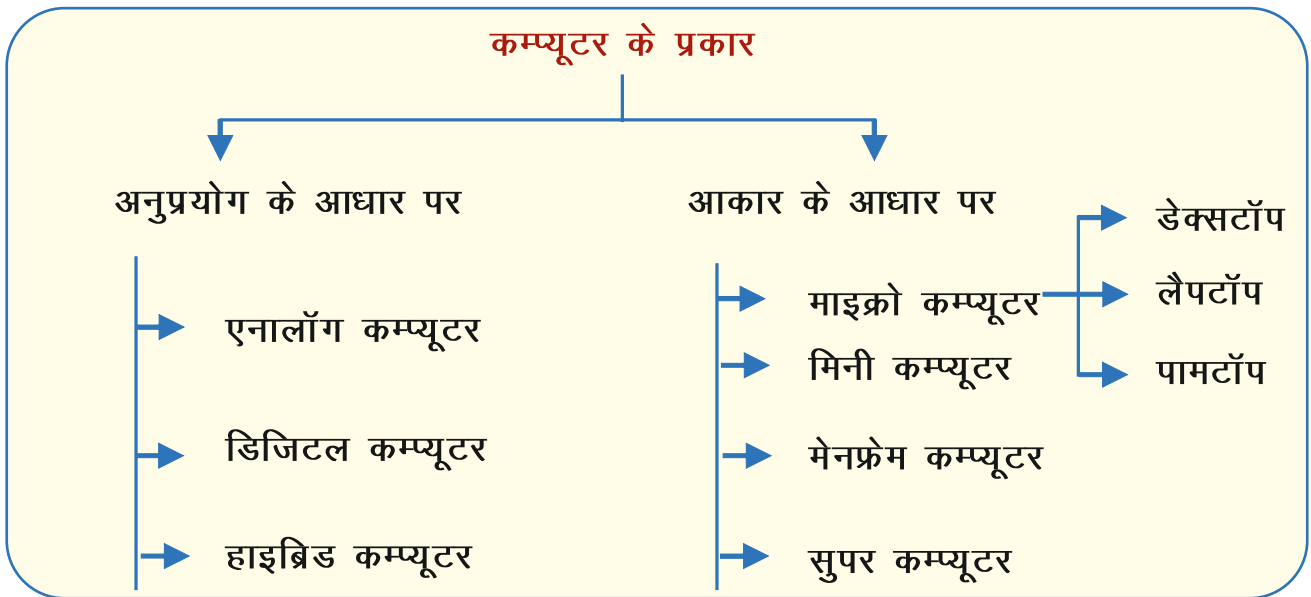 कम्प्यूटर के प्रकार
अनुप्रयोग के आधार पर
एनालॉग कम्प्यूटर
डिजिटल कम्प्यूटर
हाइब्रिड कम्प्यूटर
आकार के आधार पर
माइक्रो कम्प्यूटर
डेक्सटॉप
लैपटॉप
पामटॉप
मिनी कम्प्यूटर
मेनफ्रेम कम्प्यूटर
सुपर कम्प्यूटर